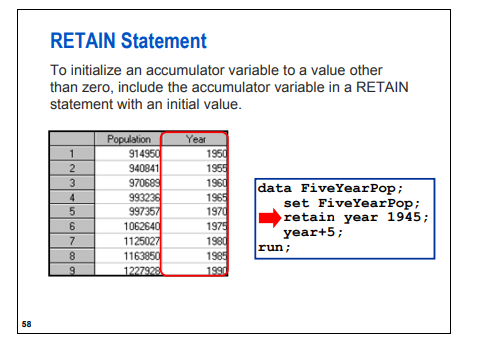 RETAIN Statement
To initialize an accumulator variable to a value other
than zero, include the accumulator variable in a RETAIN
statement with an initial value.
Population Year
1 914950 1950
2 940841 1955
3 970689 1960
4 993236 1965
5 997357 1970
6 1062640 1975
7 1125027 1980
8 1163850 1985
9 1227928 1990
data FiveYearPop;
set FiveYearPop;
retain year 1945;
year+5;
run;
58